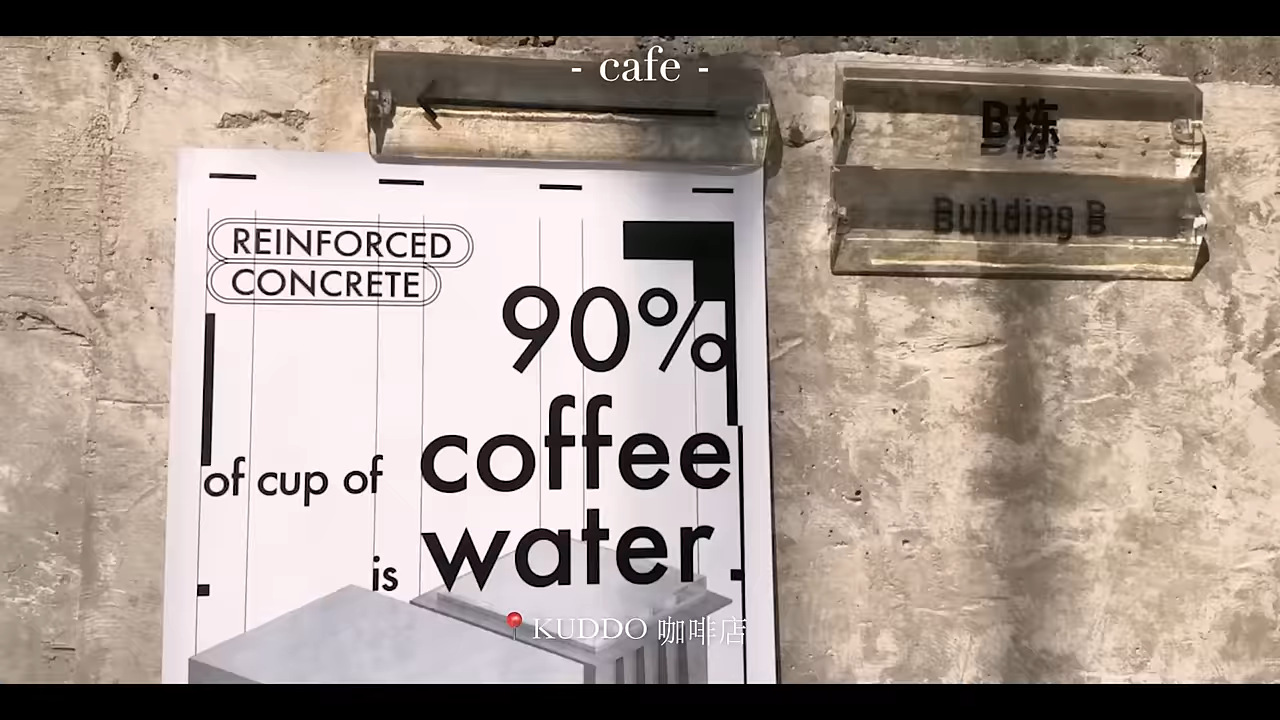 - cafe -
B栋
Building B
REINFORCED
CONCRETE
90%
of cup of coffee
is water
KUDDO 咖啡店